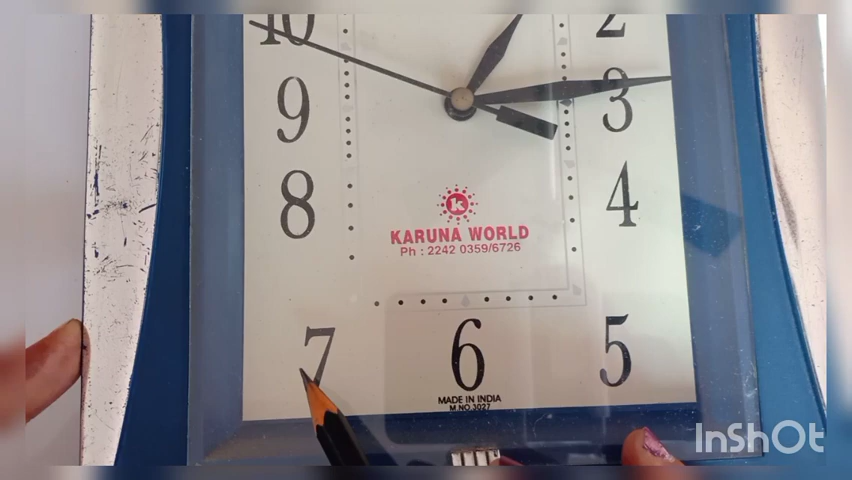 10
2
9
3
8
4
K
KARUNA WORLD
Ph : 2242 0359/6726
7
6
5
MADE IN INDIA
M.NO.3027
InShOt